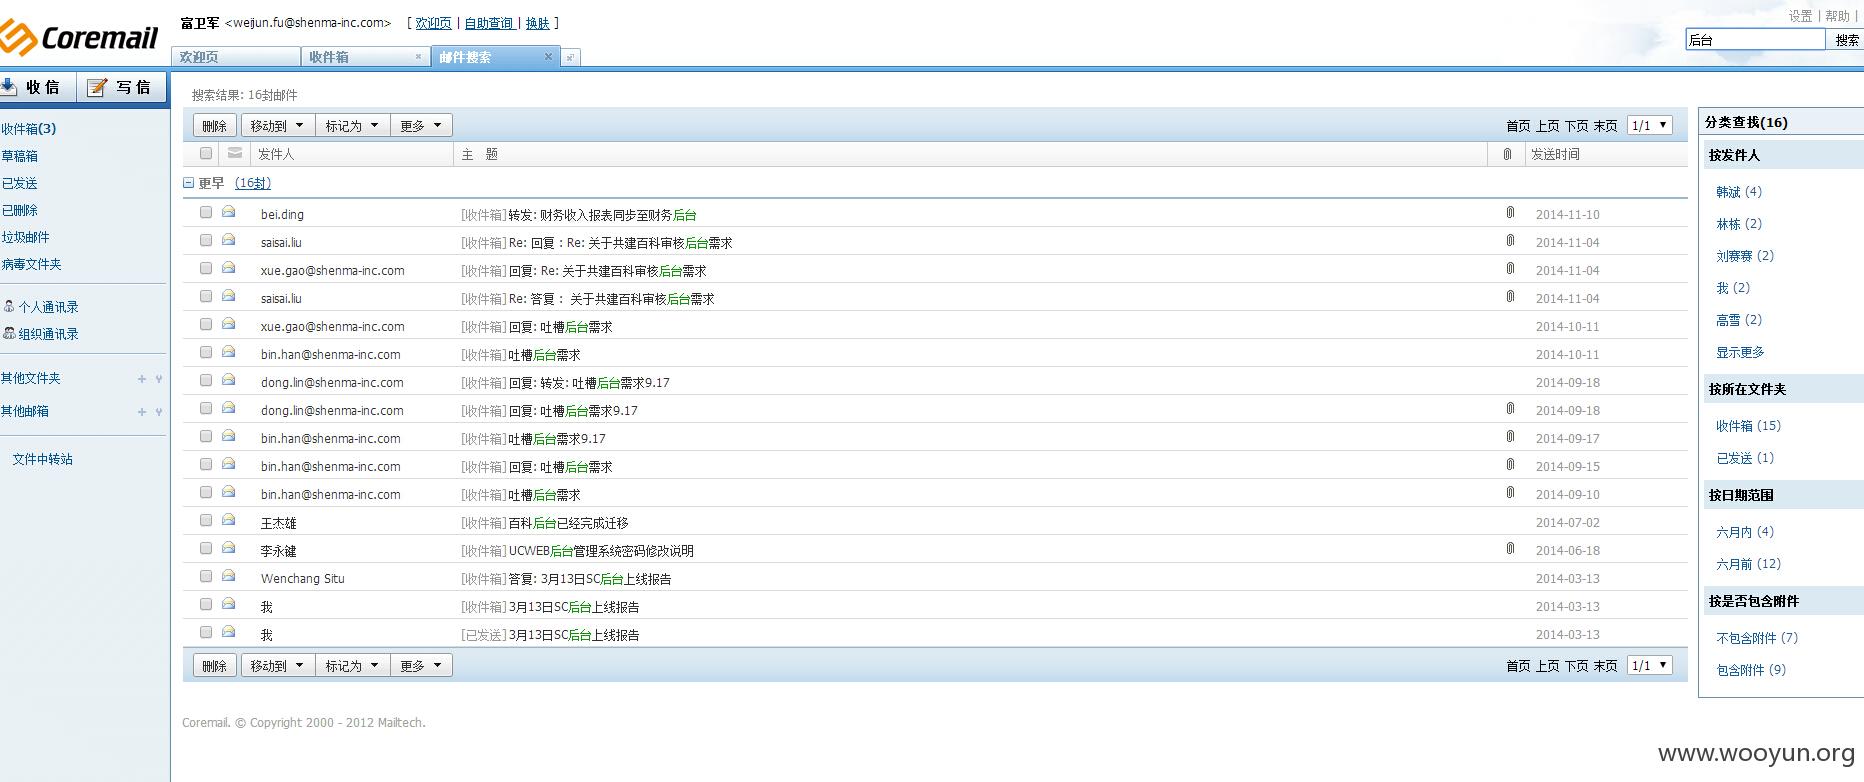 Coremail
富卫军 <weijun.fu@shenma-inc.com> [ 欢迎页 | 自助查询 | 换肤 ]
设置 | 帮助 |
后台 搜索
欢迎页 收件箱 邮件搜索
收 信 写 信
收件箱(3)
草稿箱
已发送
已删除
垃圾邮件
病毒文件夹
个人通讯录
组织通讯录
其他文件夹
其他邮箱
文件中转站
搜索结果: 16封邮件
删除 移动到 标记为 更多 首页 上页 下页 末页 1/1
发件人 主 题 发送时间
更早 (16封)
bei.ding [收件箱] 转发: 财务收入报表同步至财务后台 2014-11-10
saisai.liu [收件箱] Re: 回复：Re: 关于共建百科审核后台需求 2014-11-04
xue.gao@shenma-inc.com [收件箱] 回复: Re: 关于共建百科审核后台需求 2014-11-04
saisai.liu [收件箱] Re: 答复： 关于共建百科审核后台需求 2014-11-04
xue.gao@shenma-inc.com [收件箱] 回复: 吐槽后台需求 2014-10-11
bin.han@shenma-inc.com [收件箱] 吐槽后台需求 2014-10-11
dong.lin@shenma-inc.com [收件箱] 回复: 转发: 吐槽后台需求9.17 2014-09-18
dong.lin@shenma-inc.com [收件箱] 回复: 吐槽后台需求9.17 2014-09-18
bin.han@shenma-inc.com [收件箱] 吐槽后台需求9.17 2014-09-17
bin.han@shenma-inc.com [收件箱] 回复: 吐槽后台需求 2014-09-15
bin.han@shenma-inc.com [收件箱] 吐槽后台需求 2014-09-10
王杰雄 [收件箱] 百科后台已经完成迁移 2014-07-02
李永键 [收件箱] UCWEB后台管理系统密码修改说明 2014-06-18
Wenchang Situ [收件箱] 答复: 3月13日SC后台上线报告 2014-03-13
我 [收件箱] 3月13日SC后台上线报告 2014-03-13
我 [已发送] 3月13日SC后台上线报告 2014-03-13
删除 移动到 标记为 更多 首页 上页 下页 末页 1/1
分类查找(16)
按发件人
韩斌 (4)
林栋 (2)
刘赛赛 (2)
我 (2)
高雪 (2)
显示更多
按所在文件夹
收件箱 (15)
已发送 (1)
按日期范围
六月内 (4)
六月前 (12)
按是否包含附件
不包含附件 (7)
包含附件 (9)
Coremail. © Copyright 2000 - 2012 Mailtech.
www.wooyun.org